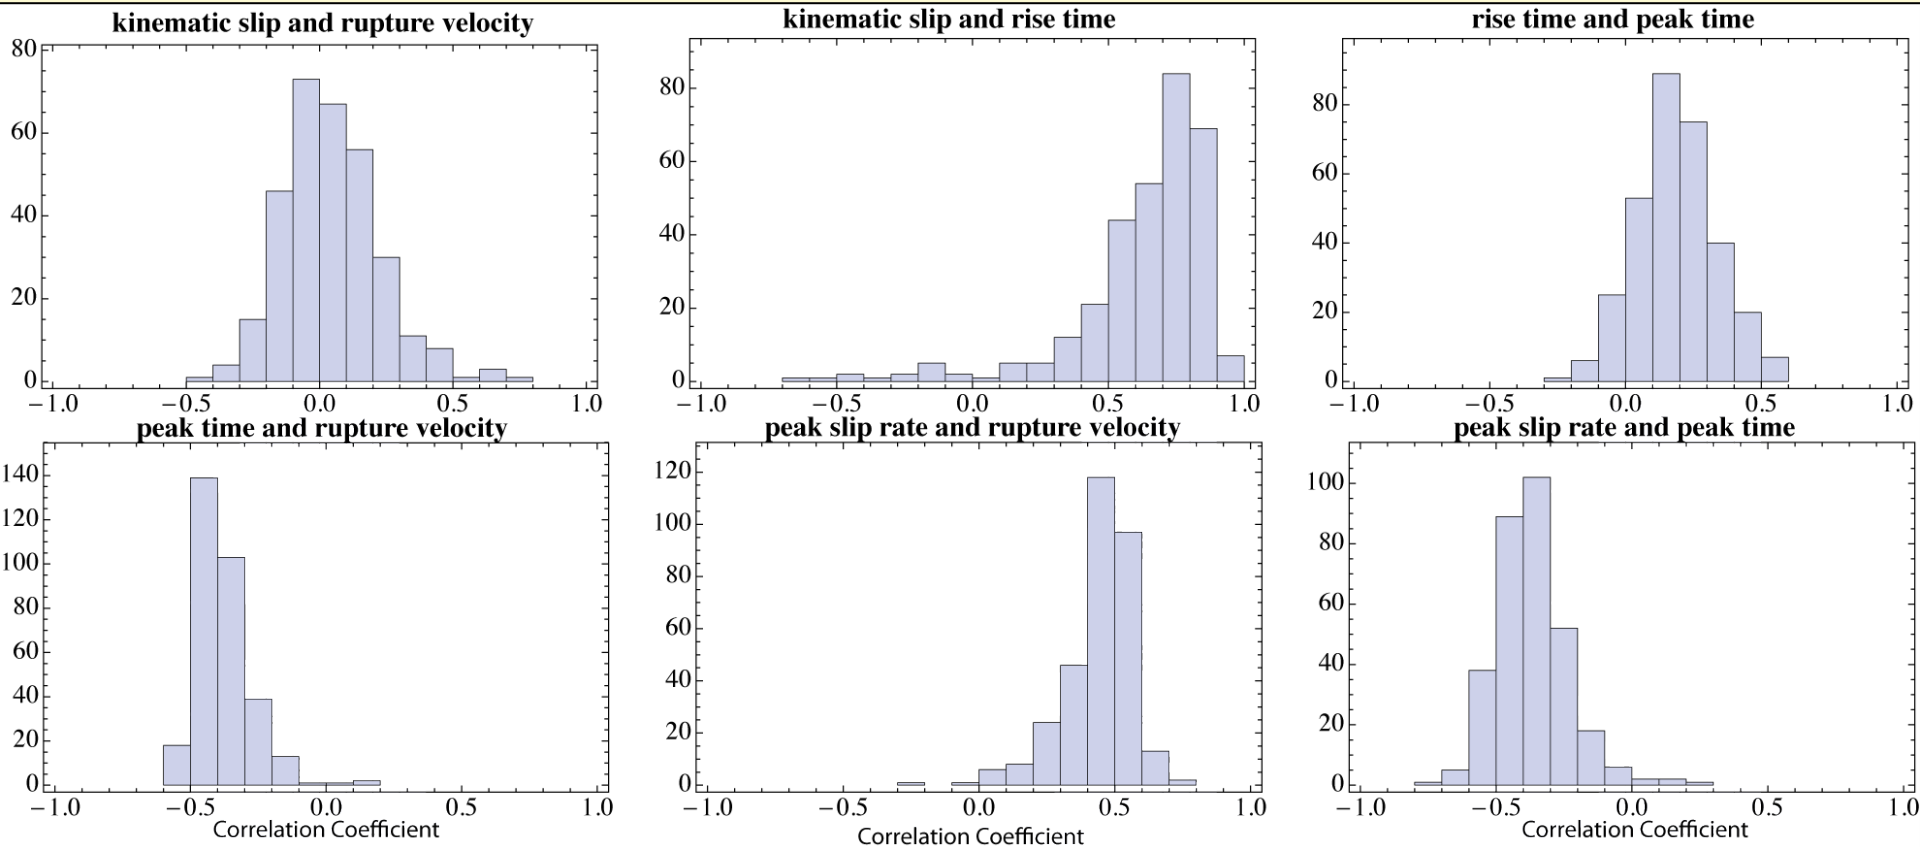 kinematic slip and rupture velocity
80
60
40
20
0
−1.0 −0.5 0.0 0.5 1.0
kinematic slip and rise time
80
60
40
20
0
−1.0 −0.5 0.0 0.5 1.0
rise time and peak time
80
60
40
20
0
−1.0 −0.5 0.0 0.5 1.0
peak time and rupture velocity
140
120
100
80
60
40
20
0
−1.0 −0.5 0.0 0.5 1.0
Correlation Coefficient
peak slip rate and rupture velocity
120
100
80
60
40
20
0
−1.0 −0.5 0.0 0.5 1.0
Correlation Coefficient
peak slip rate and peak time
100
80
60
40
20
0
−1.0 −0.5 0.0 0.5 1.0
Correlation Coefficient